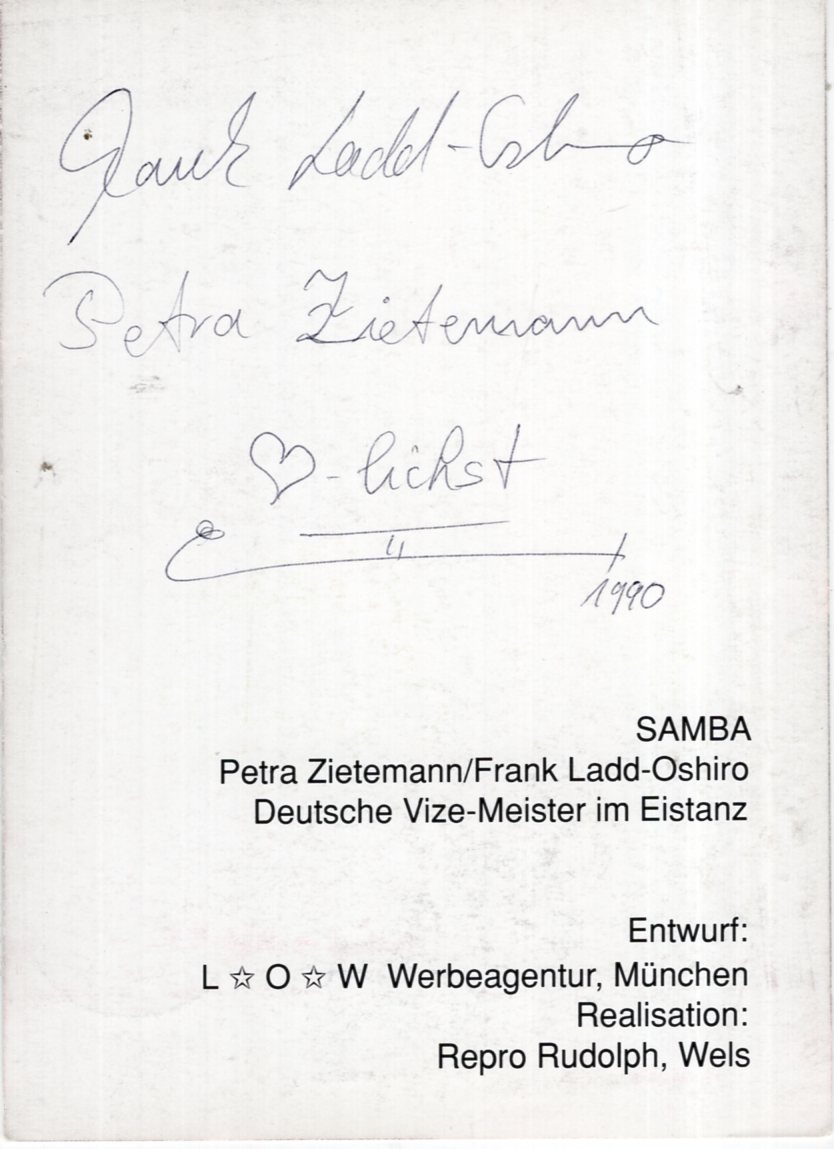 Frank Ladd-Oshiro
Petra Zietemann
♡-lichst
1990
SAMBA
Petra Zietemann/Frank Ladd-Oshiro
Deutsche Vize-Meister im Eistanz
Entwurf:
L ☆ O ☆ W Werbeagentur, München
Realisation:
Repro Rudolph, Wels